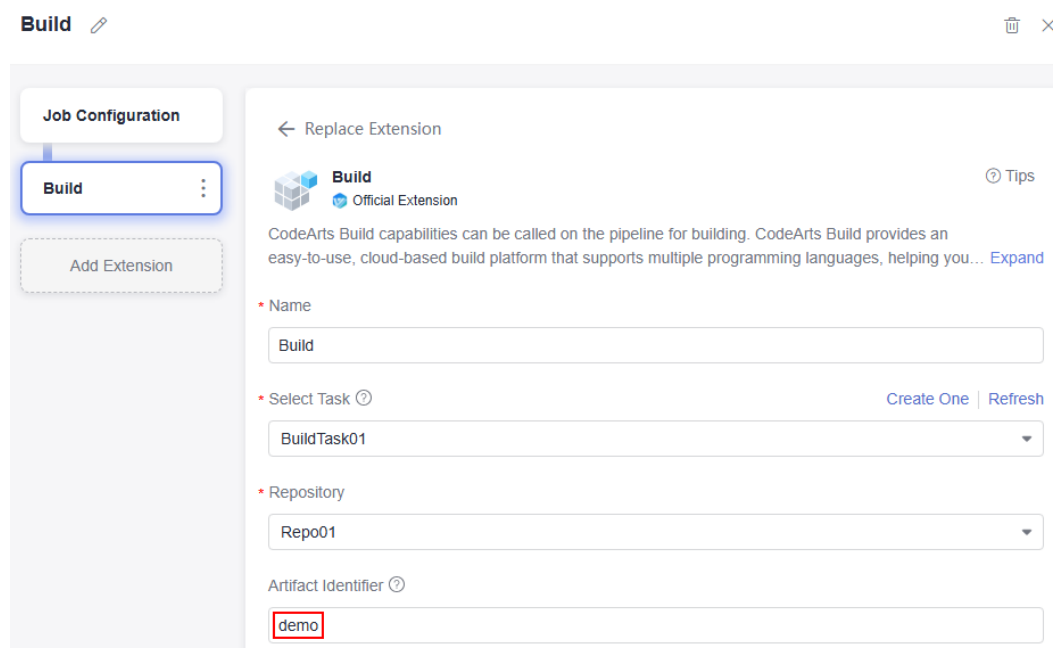 Build
Job Configuration
Build
Add Extension
Replace Extension
Build
Tips
Official Extension
CodeArts Build capabilities can be called on the pipeline for building. CodeArts Build provides an
easy-to-use, cloud-based build platform that supports multiple programming languages, helping you… Expand
* Name
Build
* Select Task Create One | Refresh
BuildTask01
* Repository
Repo01
Artifact Identifier
demo